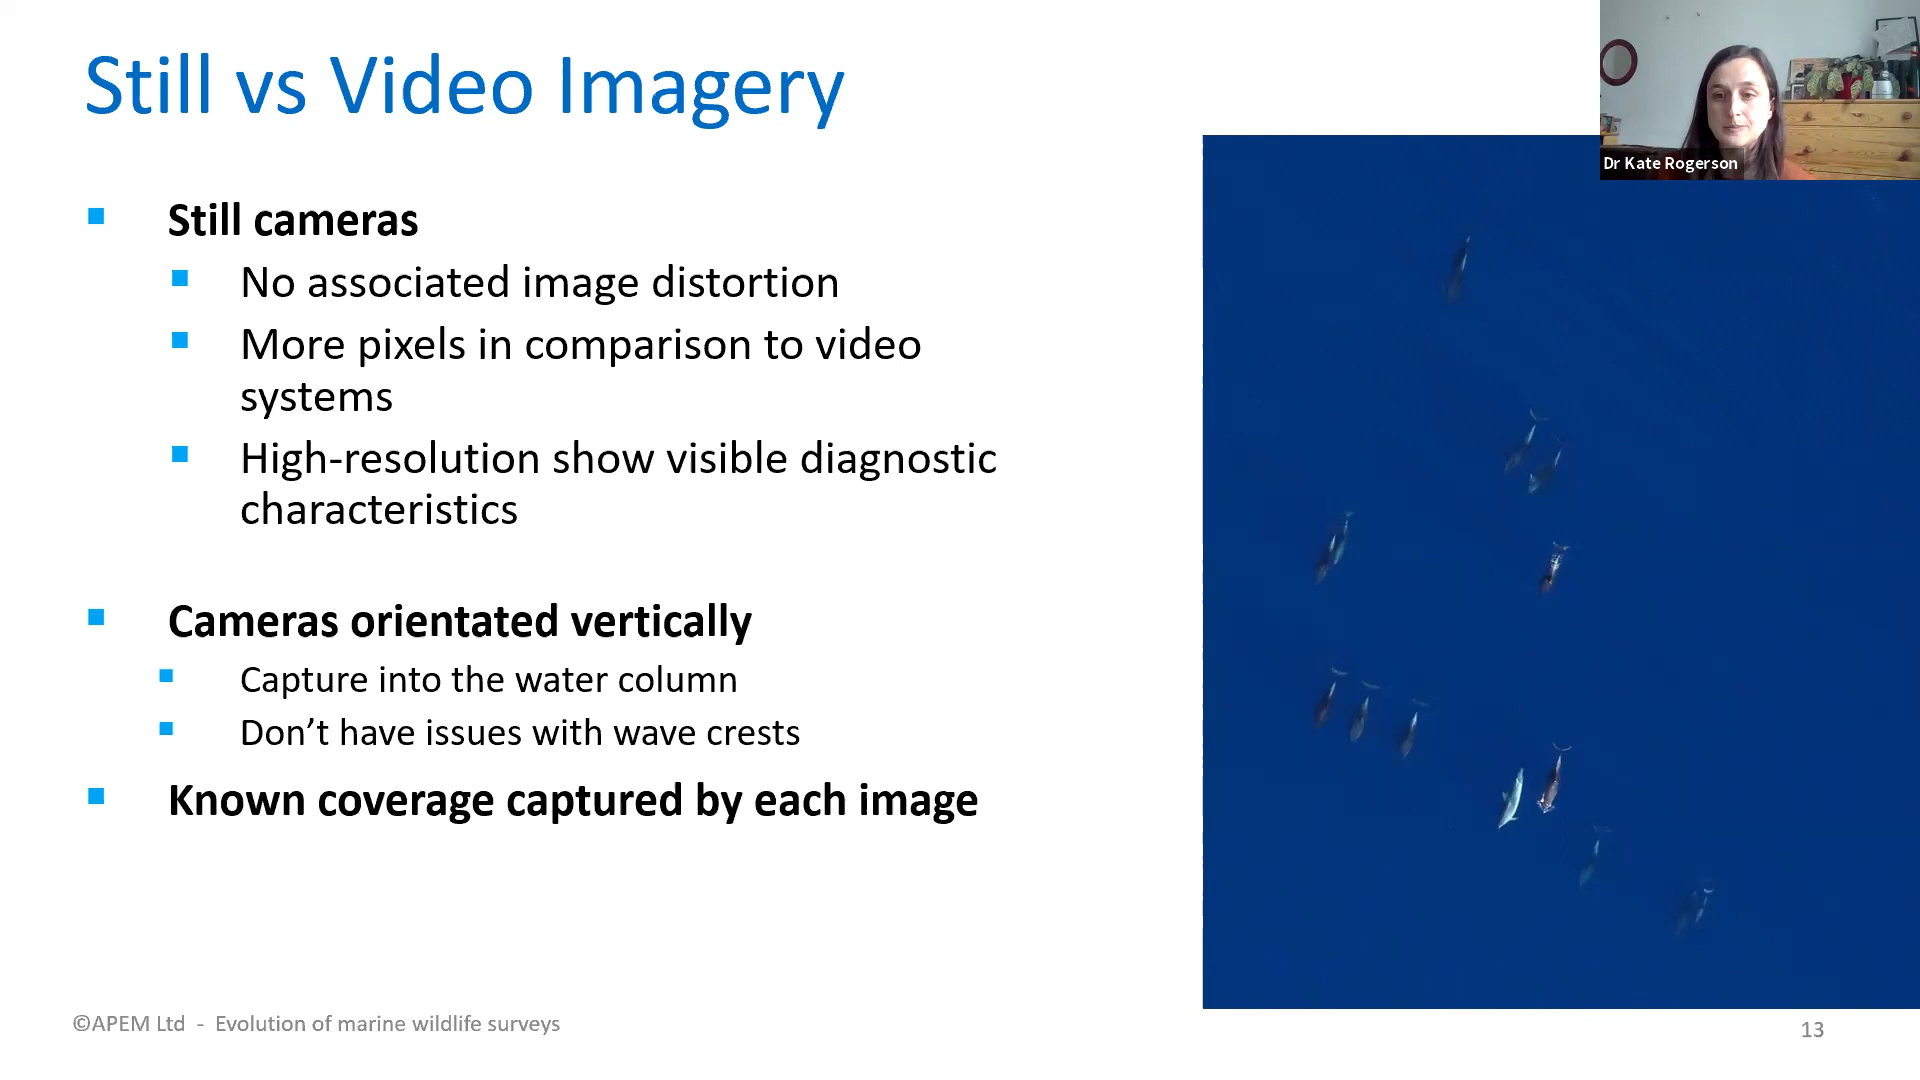 Still vs Video Imagery
Dr Kate Rogerson
Still cameras
No associated image distortion
More pixels in comparison to video
systems
High-resolution show visible diagnostic
characteristics
Cameras orientated vertically
Capture into the water column
Don’t have issues with wave crests
Known coverage captured by each image
©APEM Ltd - Evolution of marine wildlife surveys
13